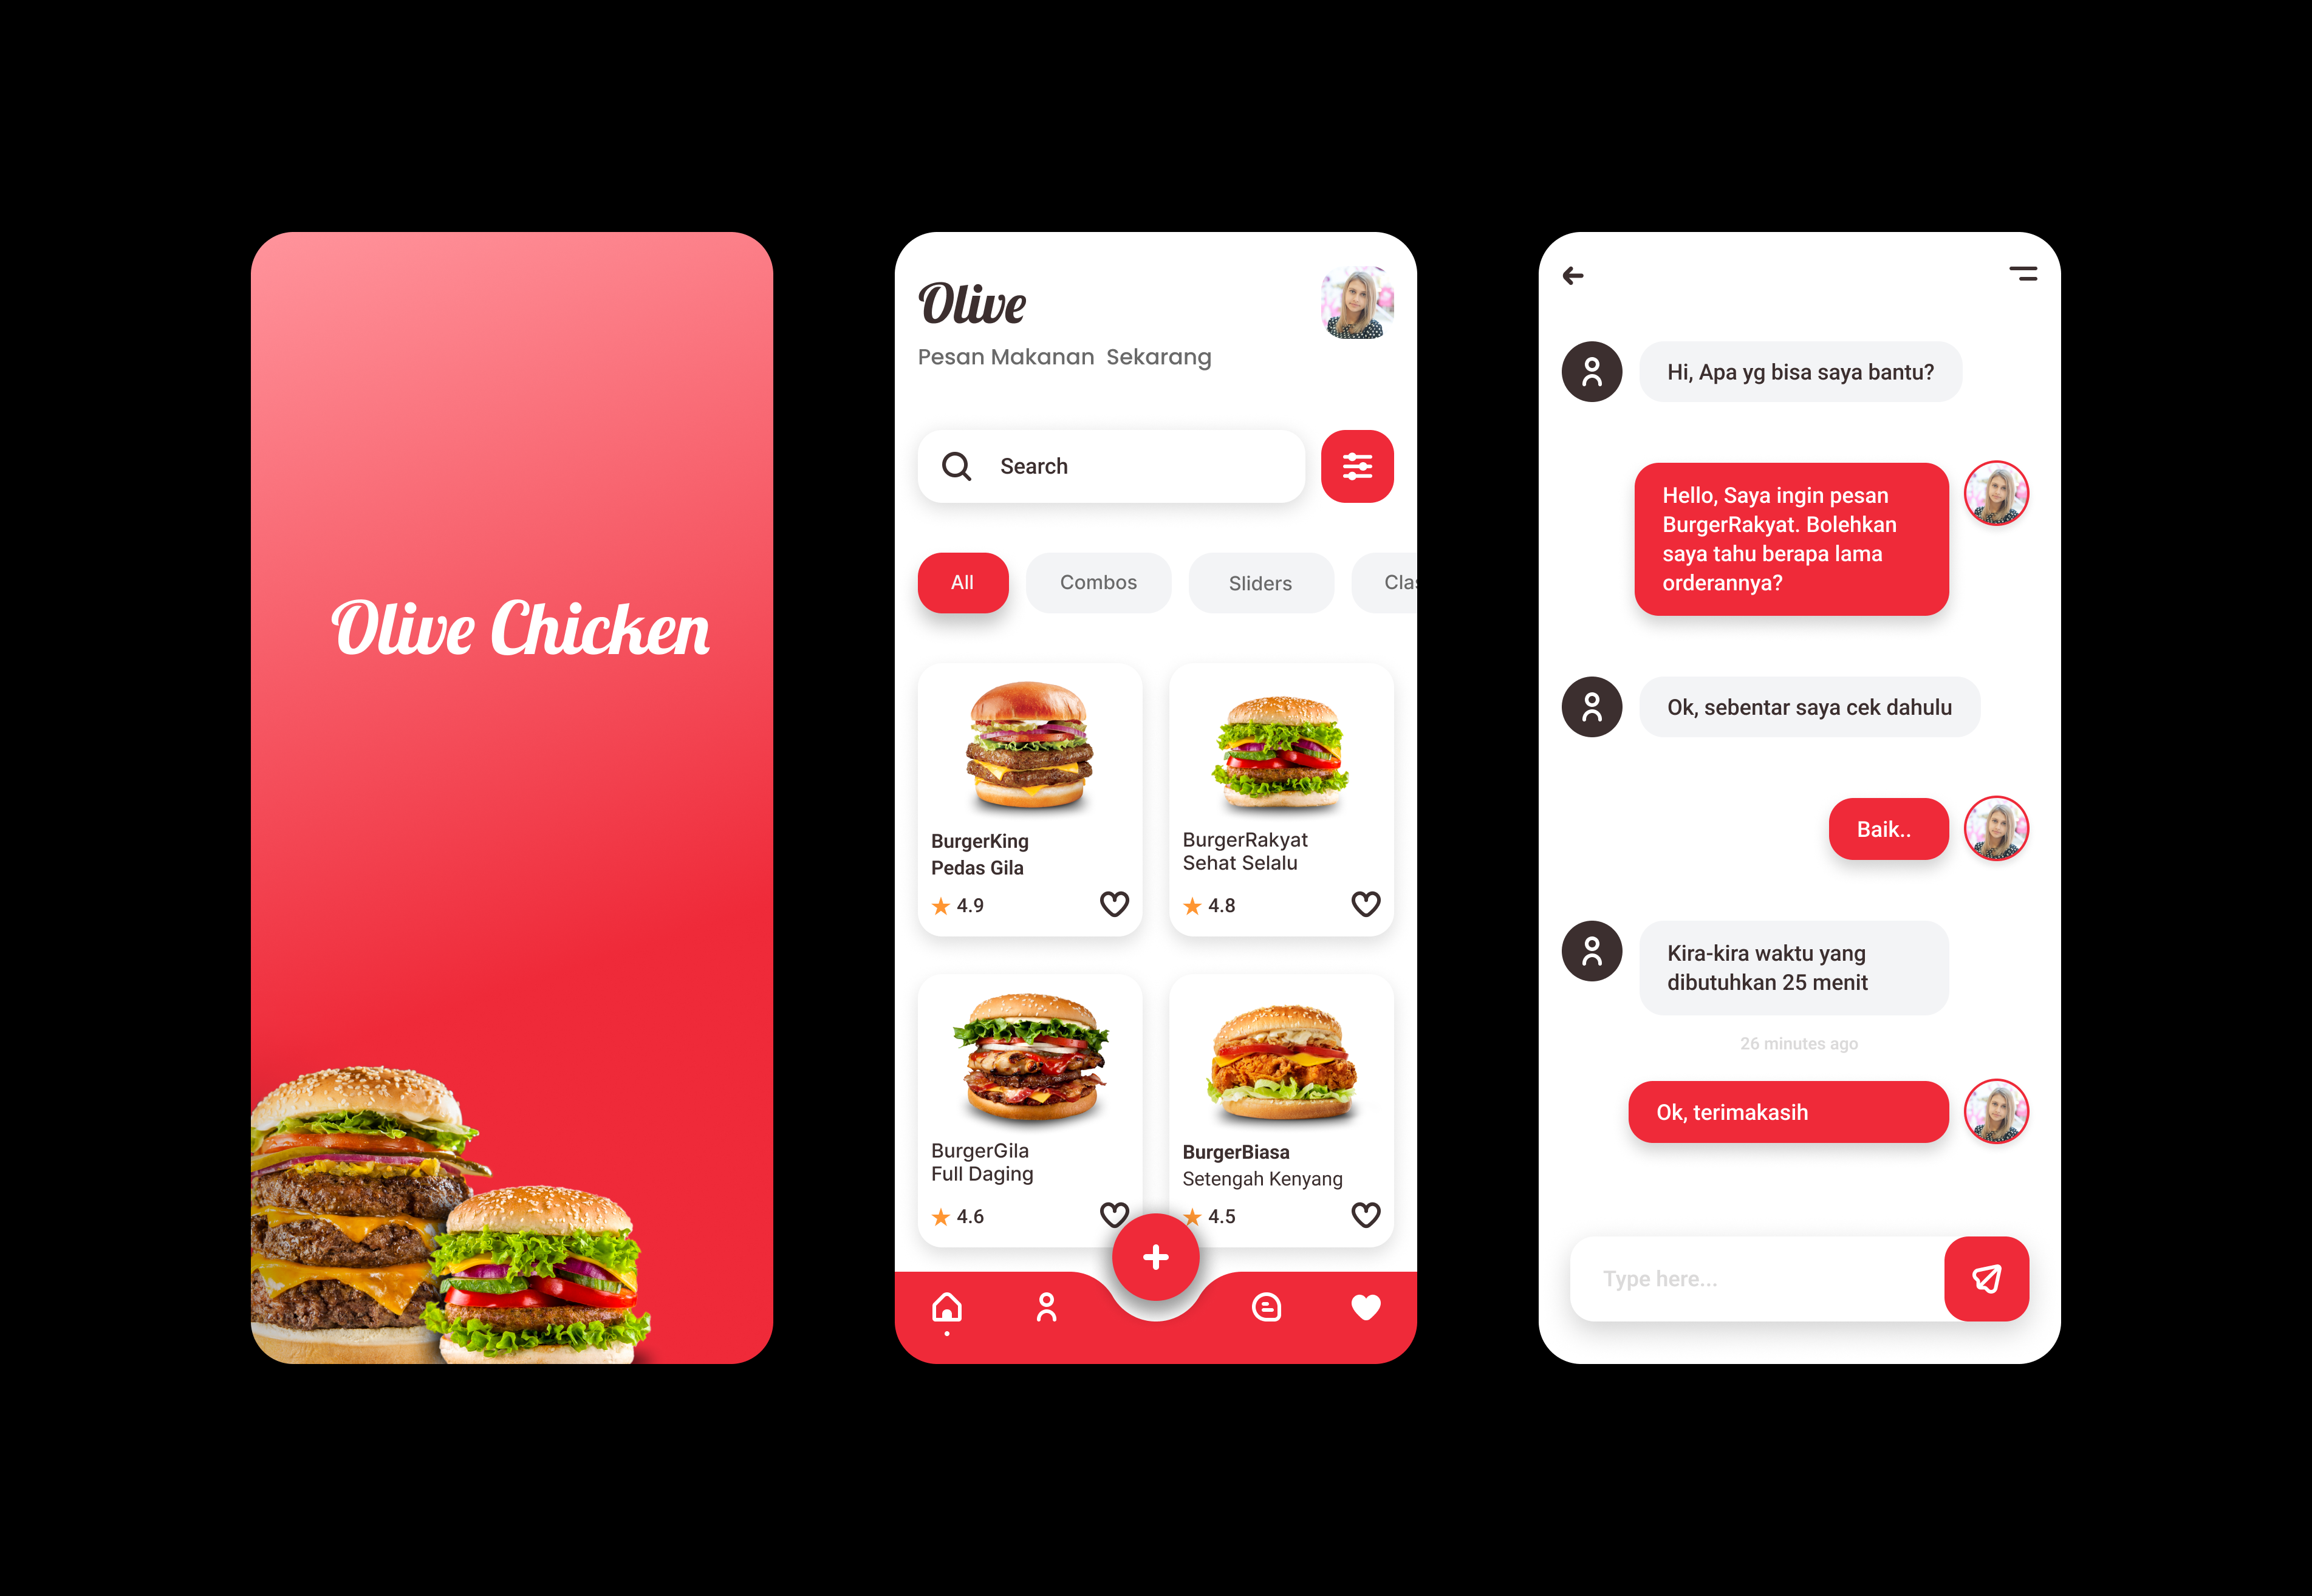 Olive Chicken
Olive
Pesan Makanan  Sekarang
Search
All
Combos
Sliders
Clas
BurgerKing
Pedas Gila
4.9
BurgerRakyat
Sehat Selalu
4.8
BurgerGila
Full Daging
4.6
BurgerBiasa
Setengah Kenyang
4.5
Hi, Apa yg bisa saya bantu?
Hello, Saya ingin pesan
BurgerRakyat. Bolehkan
saya tahu berapa lama
orderannya?
Ok, sebentar saya cek dahulu
Baik..
Kira-kira waktu yang
dibutuhkan 25 menit
26 minutes ago
Ok, terimakasih
Type here...